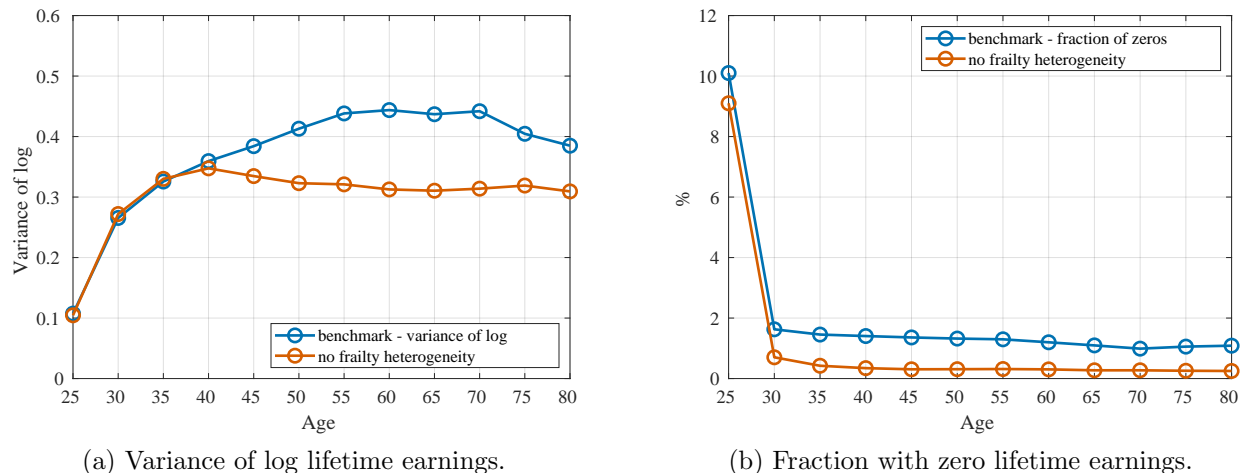 0.6
0.5
0.4
0.3
0.2
0.1
0
Variance of log
25 30 35 40 45 50 55 60 65 70 75 80
Age
benchmark - variance of log
no frailty heterogeneity
(a) Variance of log lifetime earnings.
12
10
8
6
4
2
0
%
25 30 35 40 45 50 55 60 65 70 75 80
Age
benchmark - fraction of zeros
no frailty heterogeneity
(b) Fraction with zero lifetime earnings.